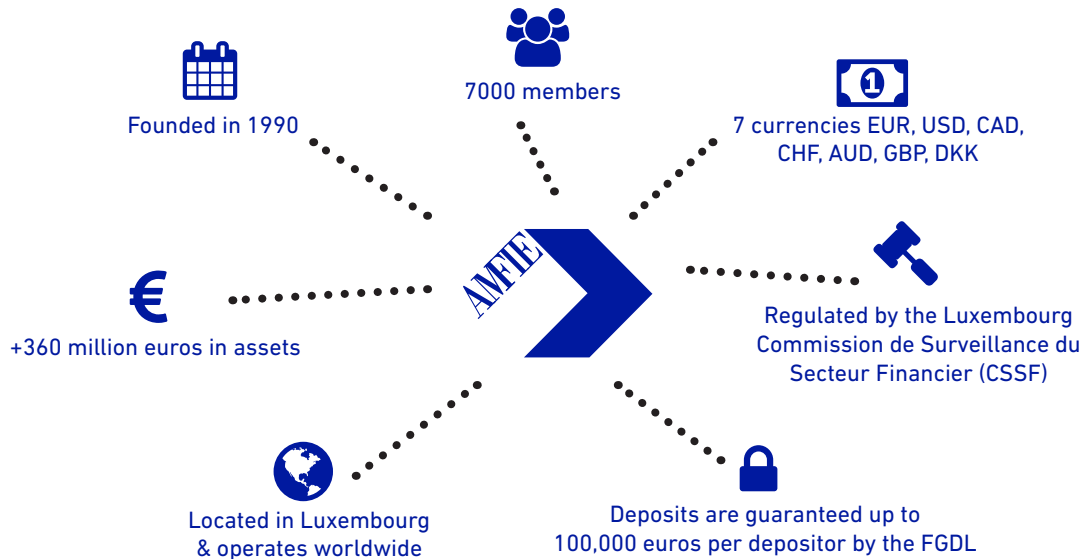 7000 members
Founded in 1990
1
7 currencies EUR, USD, CAD,
CHF, AUD, GBP, DKK
AMFIE
€
+360 million euros in assets
Regulated by the Luxembourg
Commission de Surveillance du
Secteur Financier (CSSF)
Located in Luxembourg
& operates worldwide
Deposits are guaranteed up to
100,000 euros per depositor by the FGDL